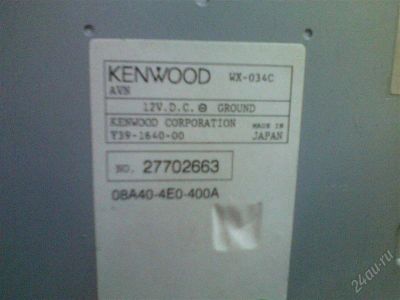 KENWOOD WX-034C
AVN
12V.D.C. ⊖ GROUND
KENWOOD CORPORATION MADE IN
Y39-1640-00 JAPAN
NO. 27702663
08A40-4E0-400A
24au.ru